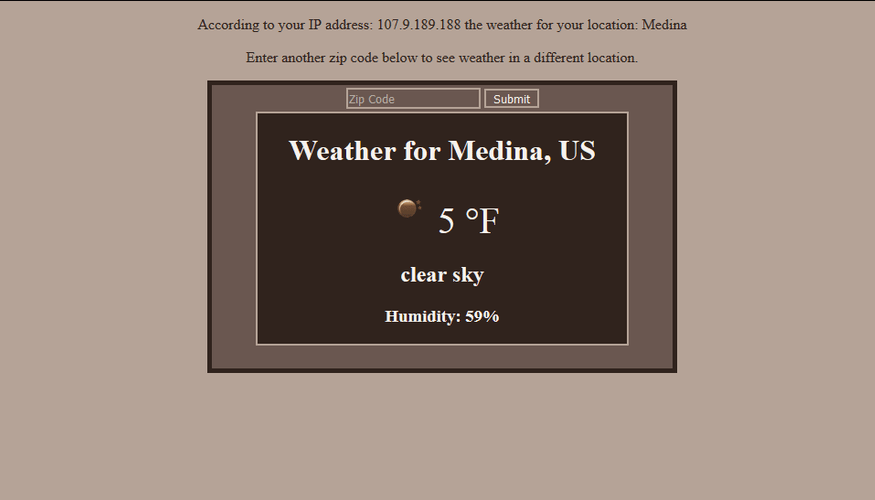 According to your IP address: 107.9.189.188 the weather for your location: Medina
Enter another zip code below to see weather in a different location.
Zip Code
Submit
Weather for Medina, US
5 °F
clear sky
Humidity: 59%